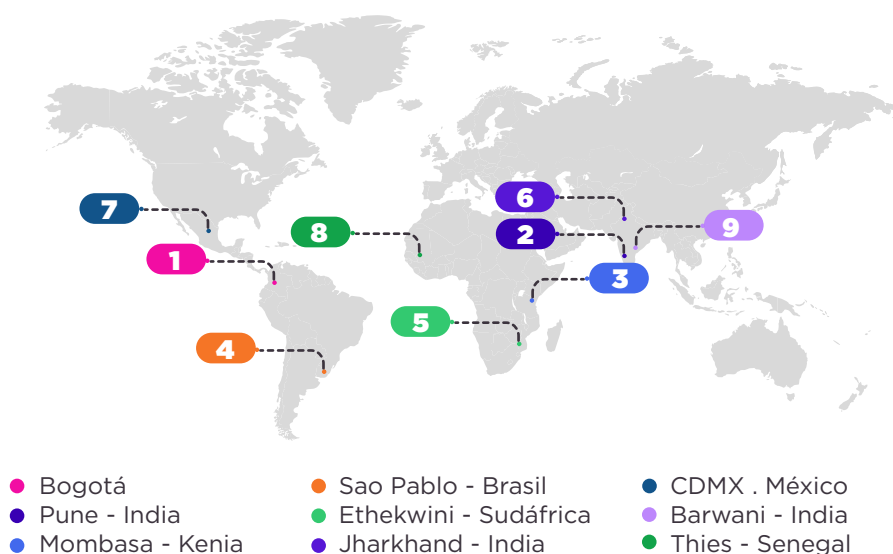 7
6
8
2
9
1
3
5
4
Bogotá
Pune - India
Mombasa - Kenia
Sao Pablo - Brasil
Ethekwini - Sudáfrica
Jharkhand - India
CDMX . México
Barwani - India
Thies - Senegal